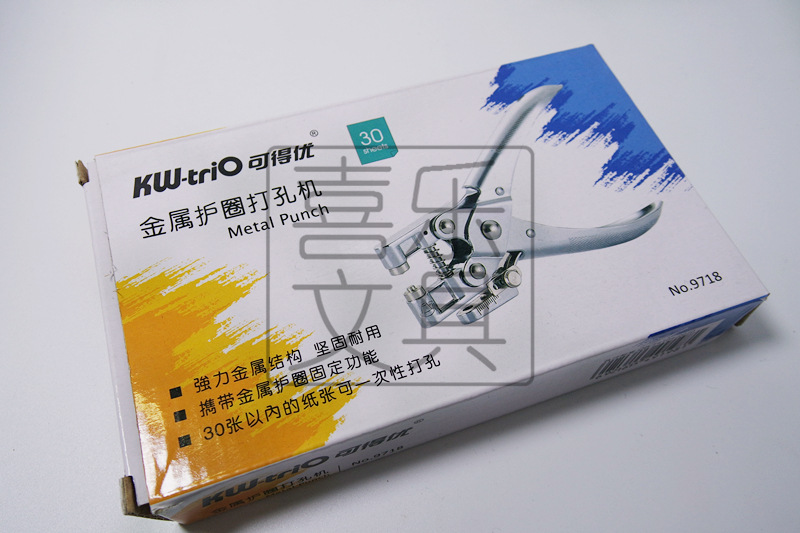 KW-triO 可得优®
30
sheets
金属护圈打孔机
Metal Punch
No.9718
■ 強力金属结构 坚固耐用
■ 携带金属护圈固定功能
■ 30张以内的纸张可一次性打孔
喜乐
文具
KW-triO 可得优®
金属护圈打孔机 No.9718